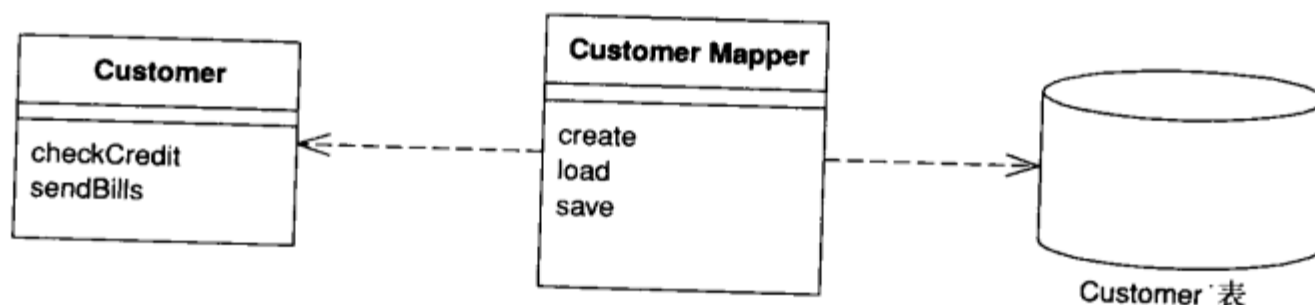 Customer
checkCredit
sendBills
Customer Mapper
create
load
save
Customer 表